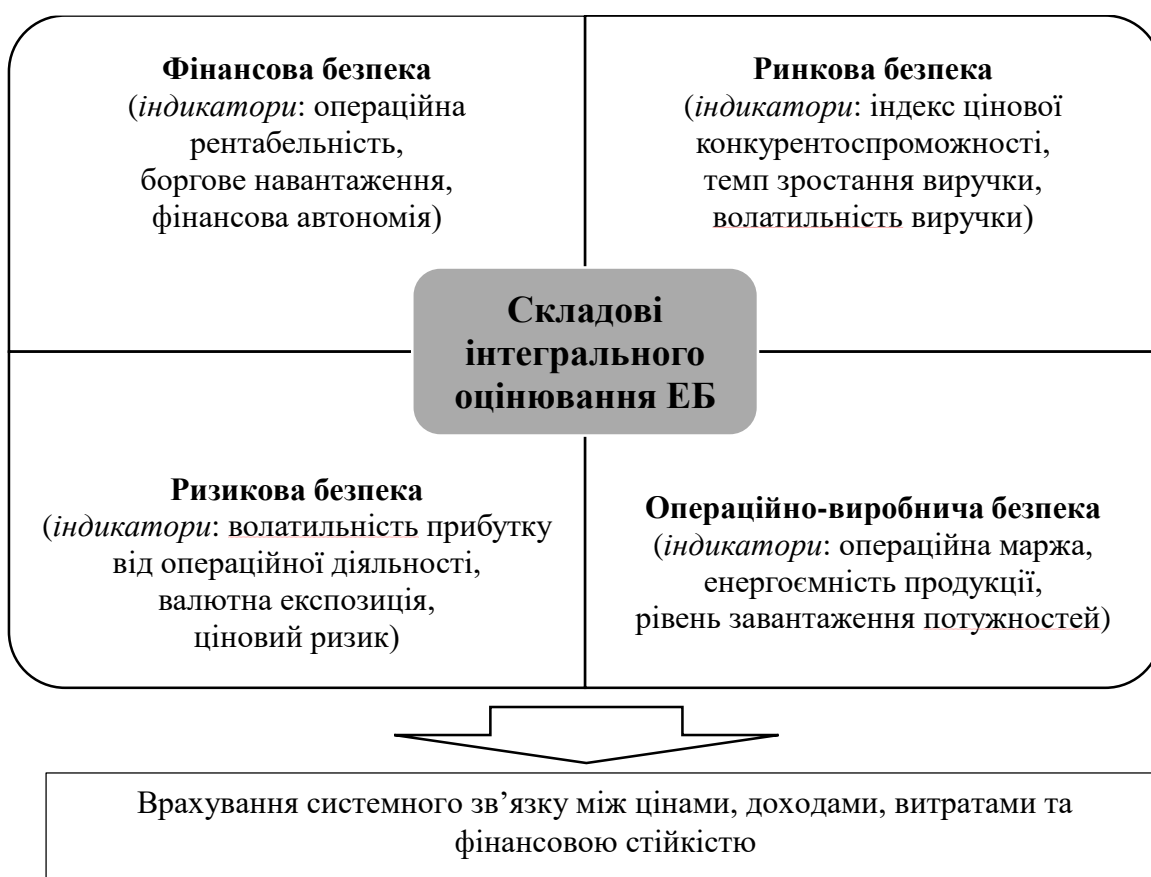 Фінансова безпека
(індикатори: операційна
рентабельність,
боргове навантаження,
фінансова автономія)
Ринкова безпека
(індикатори: індекс цінової
конкурентоспроможності,
темп зростання виручки,
волатильність виручки)
Складові
інтегрального
оцінювання ЕБ
Ризикова безпека
(індикатори: волатильність прибутку
від операційної діяльності,
валютна експозиція,
ціновий ризик)
Операційно-виробнича безпека
(індикатори: операційна маржа,
енергоємність продукції,
рівень завантаження потужностей)
Врахування системного зв’язку між цінами, доходами, витратами та
фінансовою стійкістю